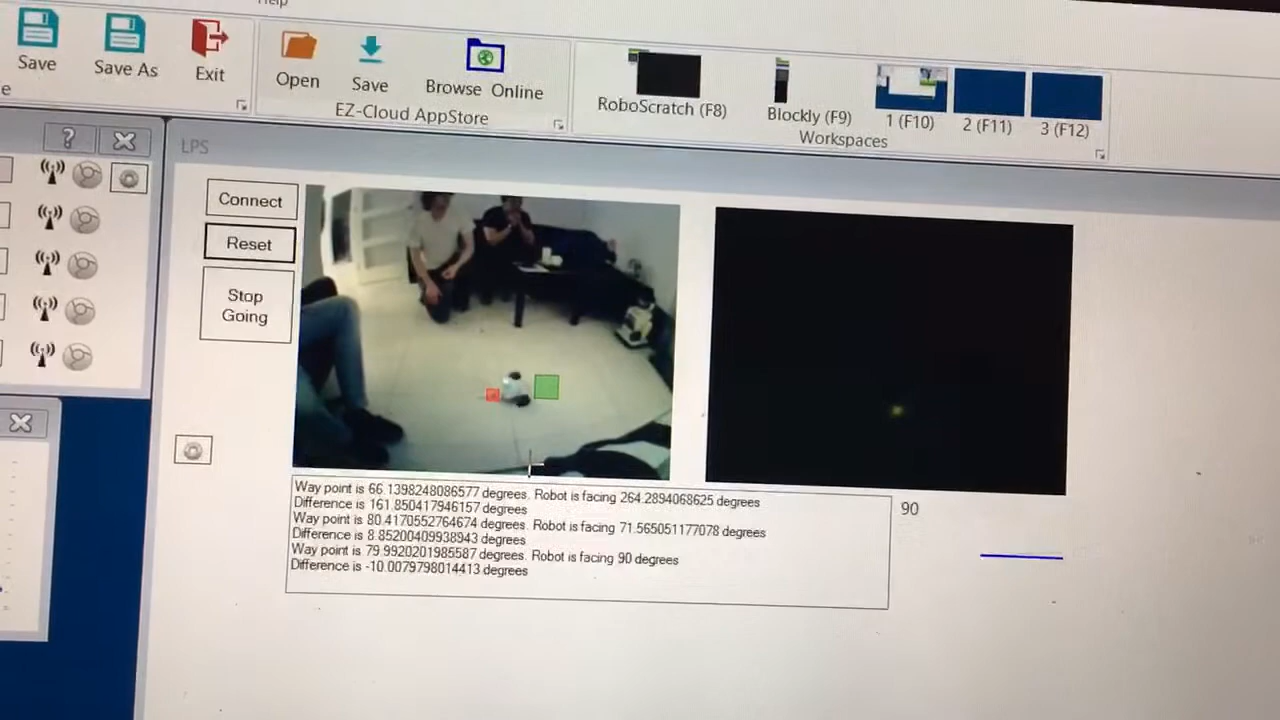 Help
Save
Save As
Exit
Open
Save
Browse Online
EZ-Cloud AppStore
RoboScratch (F8)
Blockly (F9)
1 (F10)
2 (F11)
3 (F12)
Workspaces
e
?
LPS
Connect
Reset
Stop
Going
Way point is 66.1398248086577 degrees. Robot is facing 264.2894068625 degrees
Difference is 161.850417946157 degrees
Way point is 80.4170552764674 degrees. Robot is facing 71.565051177078 degrees
Difference is 8.85200409938943 degrees
Way point is 79.9920201985587 degrees. Robot is facing 90 degrees
Difference is -10.0079798014413 degrees
90